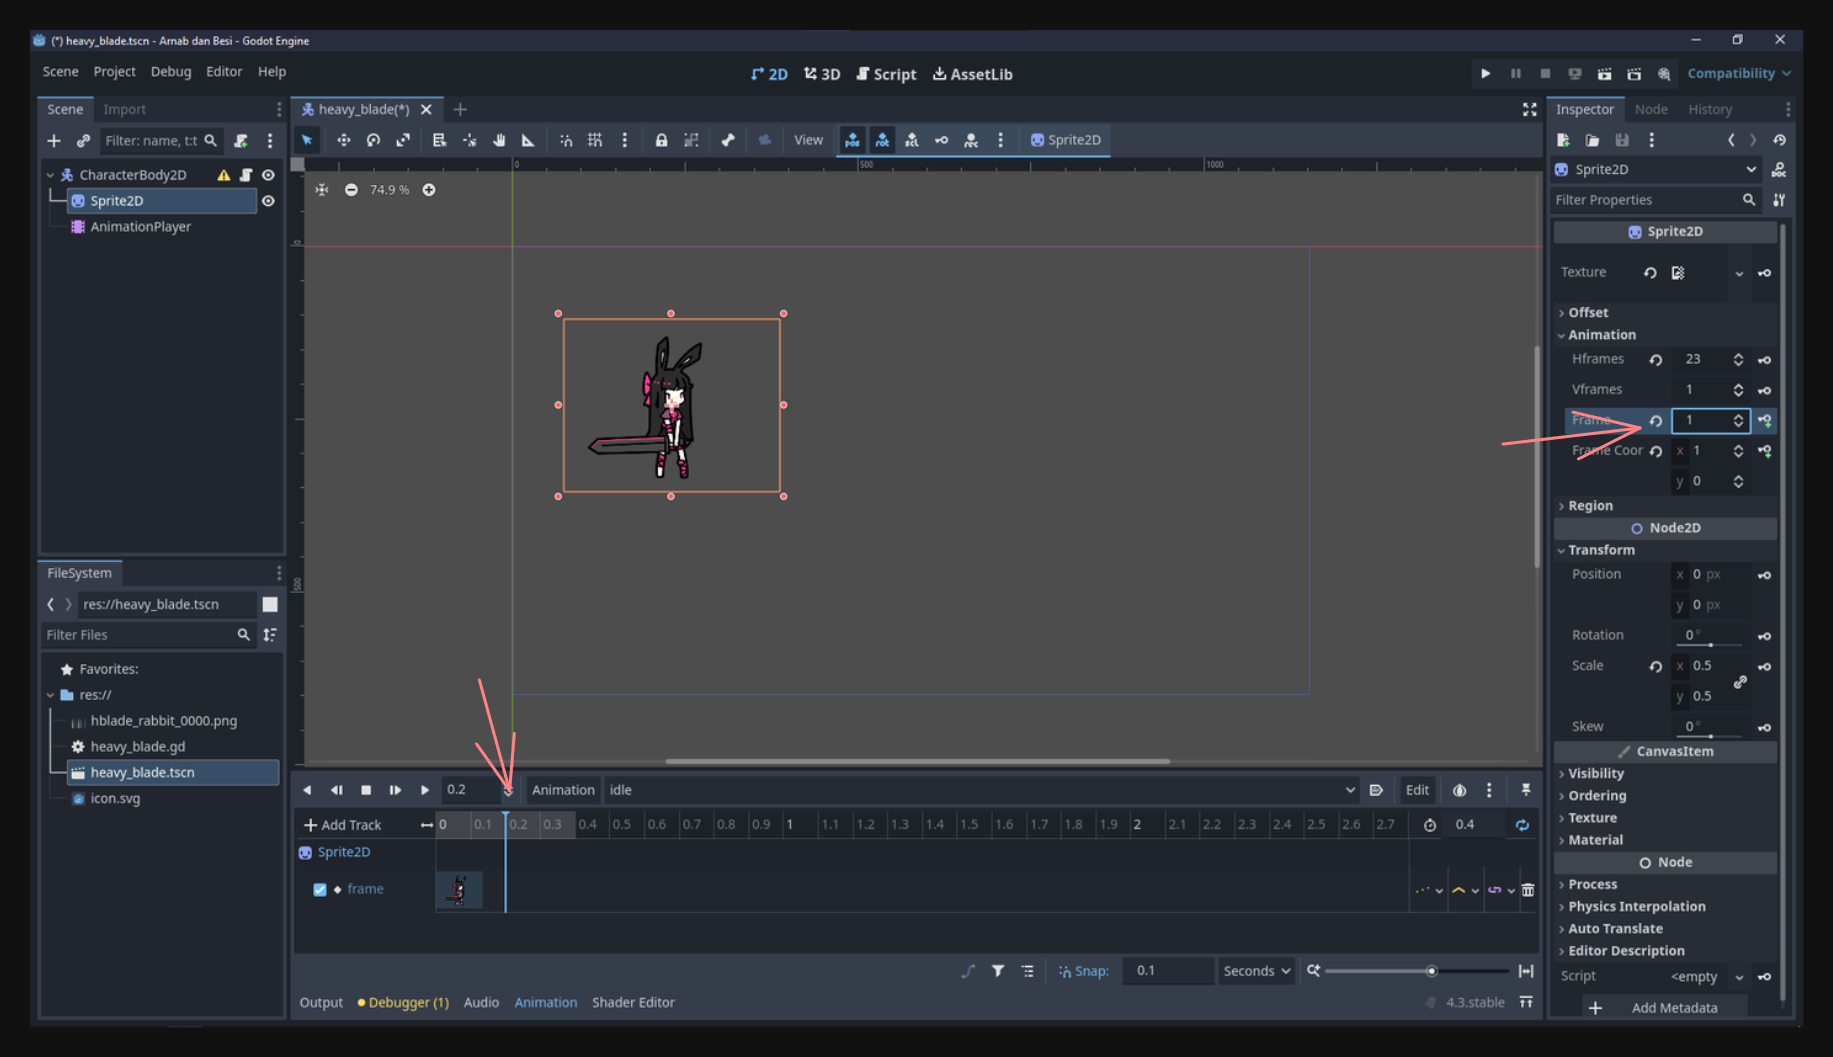 (*) heavy_blade.tscn - Arnab dan Besi - Godot Engine
Scene Project Debug Editor Help
2D 3D Script AssetLib
Compatibility
Scene Import
heavy_blade(*)
Inspector Node History
Filter: name, t:t
View
Sprite2D
CharacterBody2D
Sprite2D
AnimationPlayer
0 500 1000
74.9 %
0
500
Sprite2D
Filter Properties
Sprite2D
Texture
Offset
Animation
Hframes 23
Vframes 1
Frame 1
Frame Coor x 1
y 0
Region
Node2D
Transform
Position x 0 px
y 0 px
Rotation 0 °
Scale x 0.5
y 0.5
Skew 0 °
CanvasItem
Visibility
Ordering
Texture
Material
Node
Process
Physics Interpolation
Auto Translate
Editor Description
Script <empty
Add Metadata
FileSystem
res://heavy_blade.tscn
Filter Files
Favorites:
res://
hblade_rabbit_0000.png
heavy_blade.gd
heavy_blade.tscn
icon.svg
0.2 Animation idle Edit
Add Track 0 0.1 0.2 0.3 0.4 0.5 0.6 0.7 0.8 0.9 1 1.1 1.2 1.3 1.4 1.5 1.6 1.7 1.8 1.9 2 2.1 2.2 2.3 2.4 2.5 2.6 2.7 0.4
Sprite2D
frame
Snap: 0.1 Seconds
Output Debugger (1) Audio Animation Shader Editor 4.3.stable